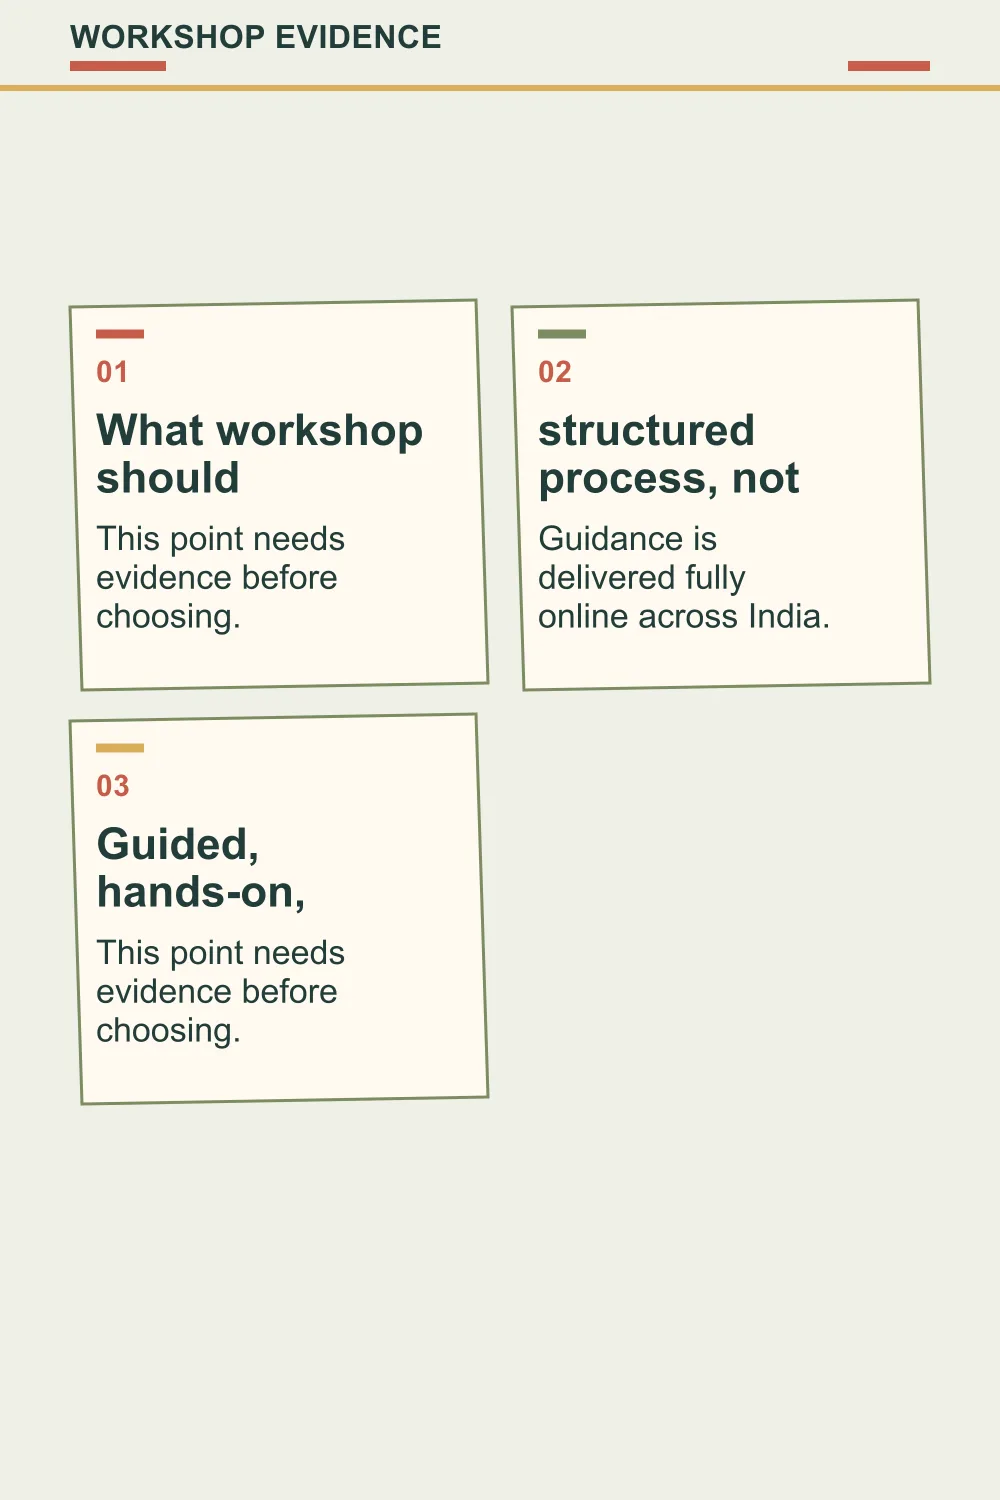 WORKSHOP EVIDENCE
01
What workshop
should
This point needs
evidence before
choosing.
02
structured
process, not
Guidance is
delivered fully
online across India.
03
Guided,
hands-on,
This point needs
evidence before
choosing.